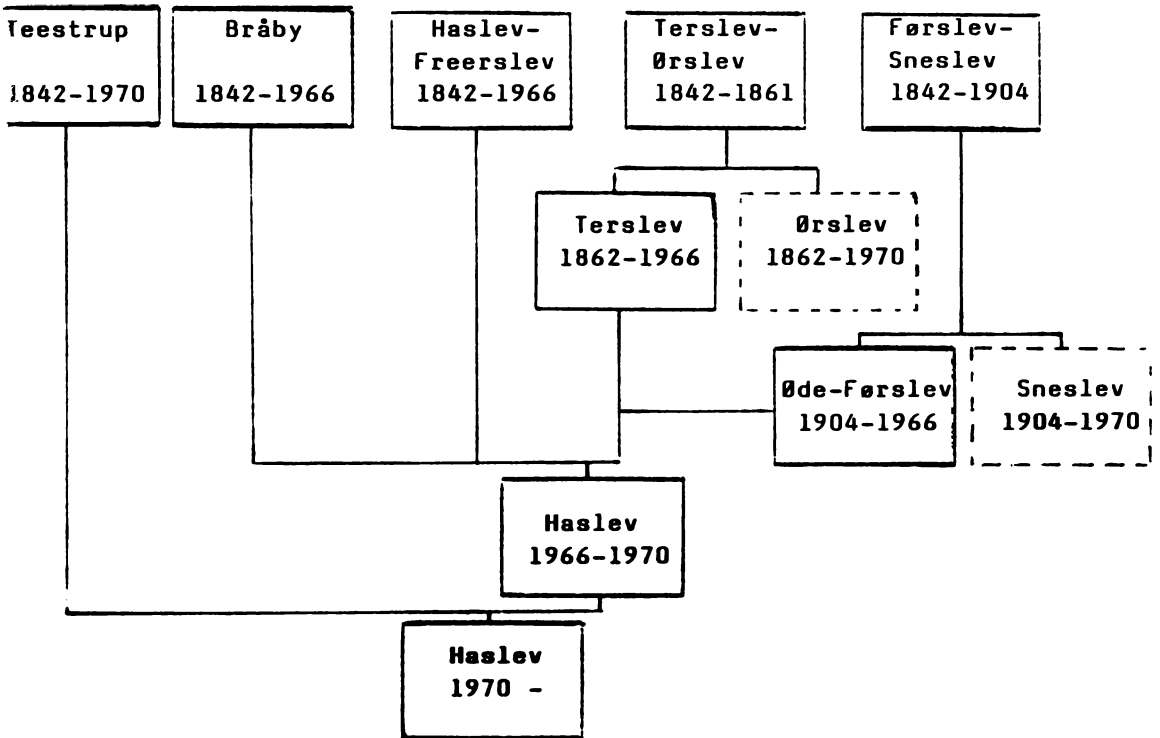 Teestrup
1842-1970
Bråby
1842-1966
Haslev-
Freerslev
1842-1966
Terslev-
Ørslev
1842-1861
Førslev-
Sneslev
1842-1904
Terslev
1862-1966
Ørslev
1862-1970
Øde-Førslev
1904-1966
Sneslev
1904-1970
Haslev
1966-1970
Haslev
1970 -